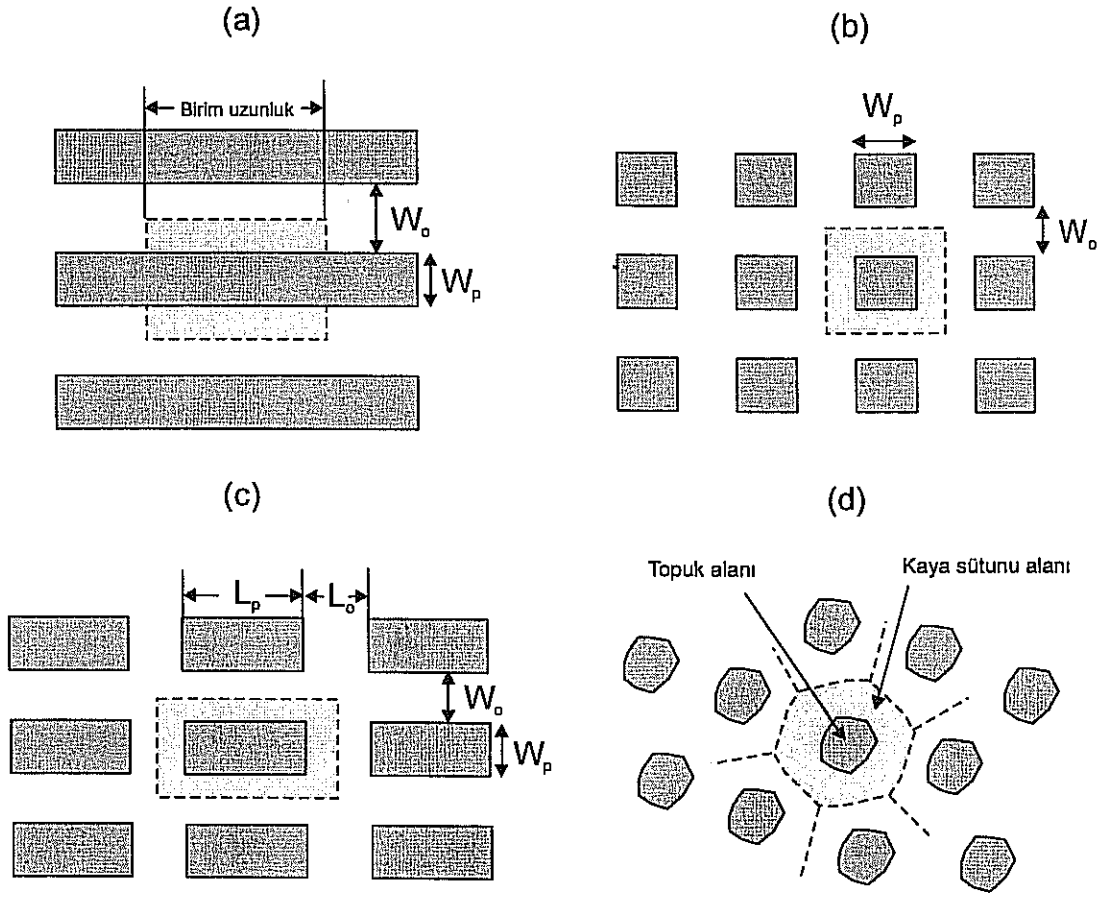 (a)
Birim uzunluk
Wo
Wp
(b)
Wp
Wo
(c)
Lp
Lo
Wo
Wp
(d)
Topuk alanı
Kaya sütunu alanı